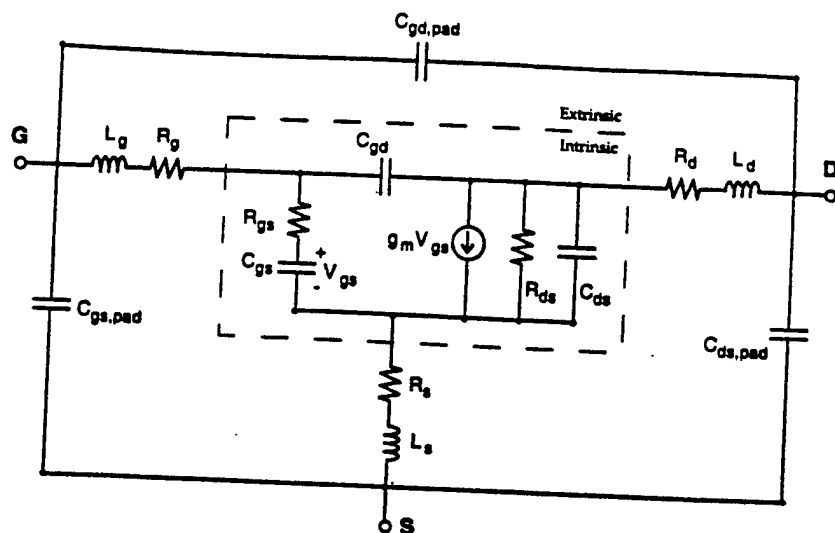 Cgd,pad
Extrinsic
Intrinsic
G
Lg
Rg
Cgd
Rd
Ld
D
Rgs
Cgs
+
Vgs
-
gmVgs
Rds
Cds
Cgs,pad
Cds,pad
Rs
Ls
S